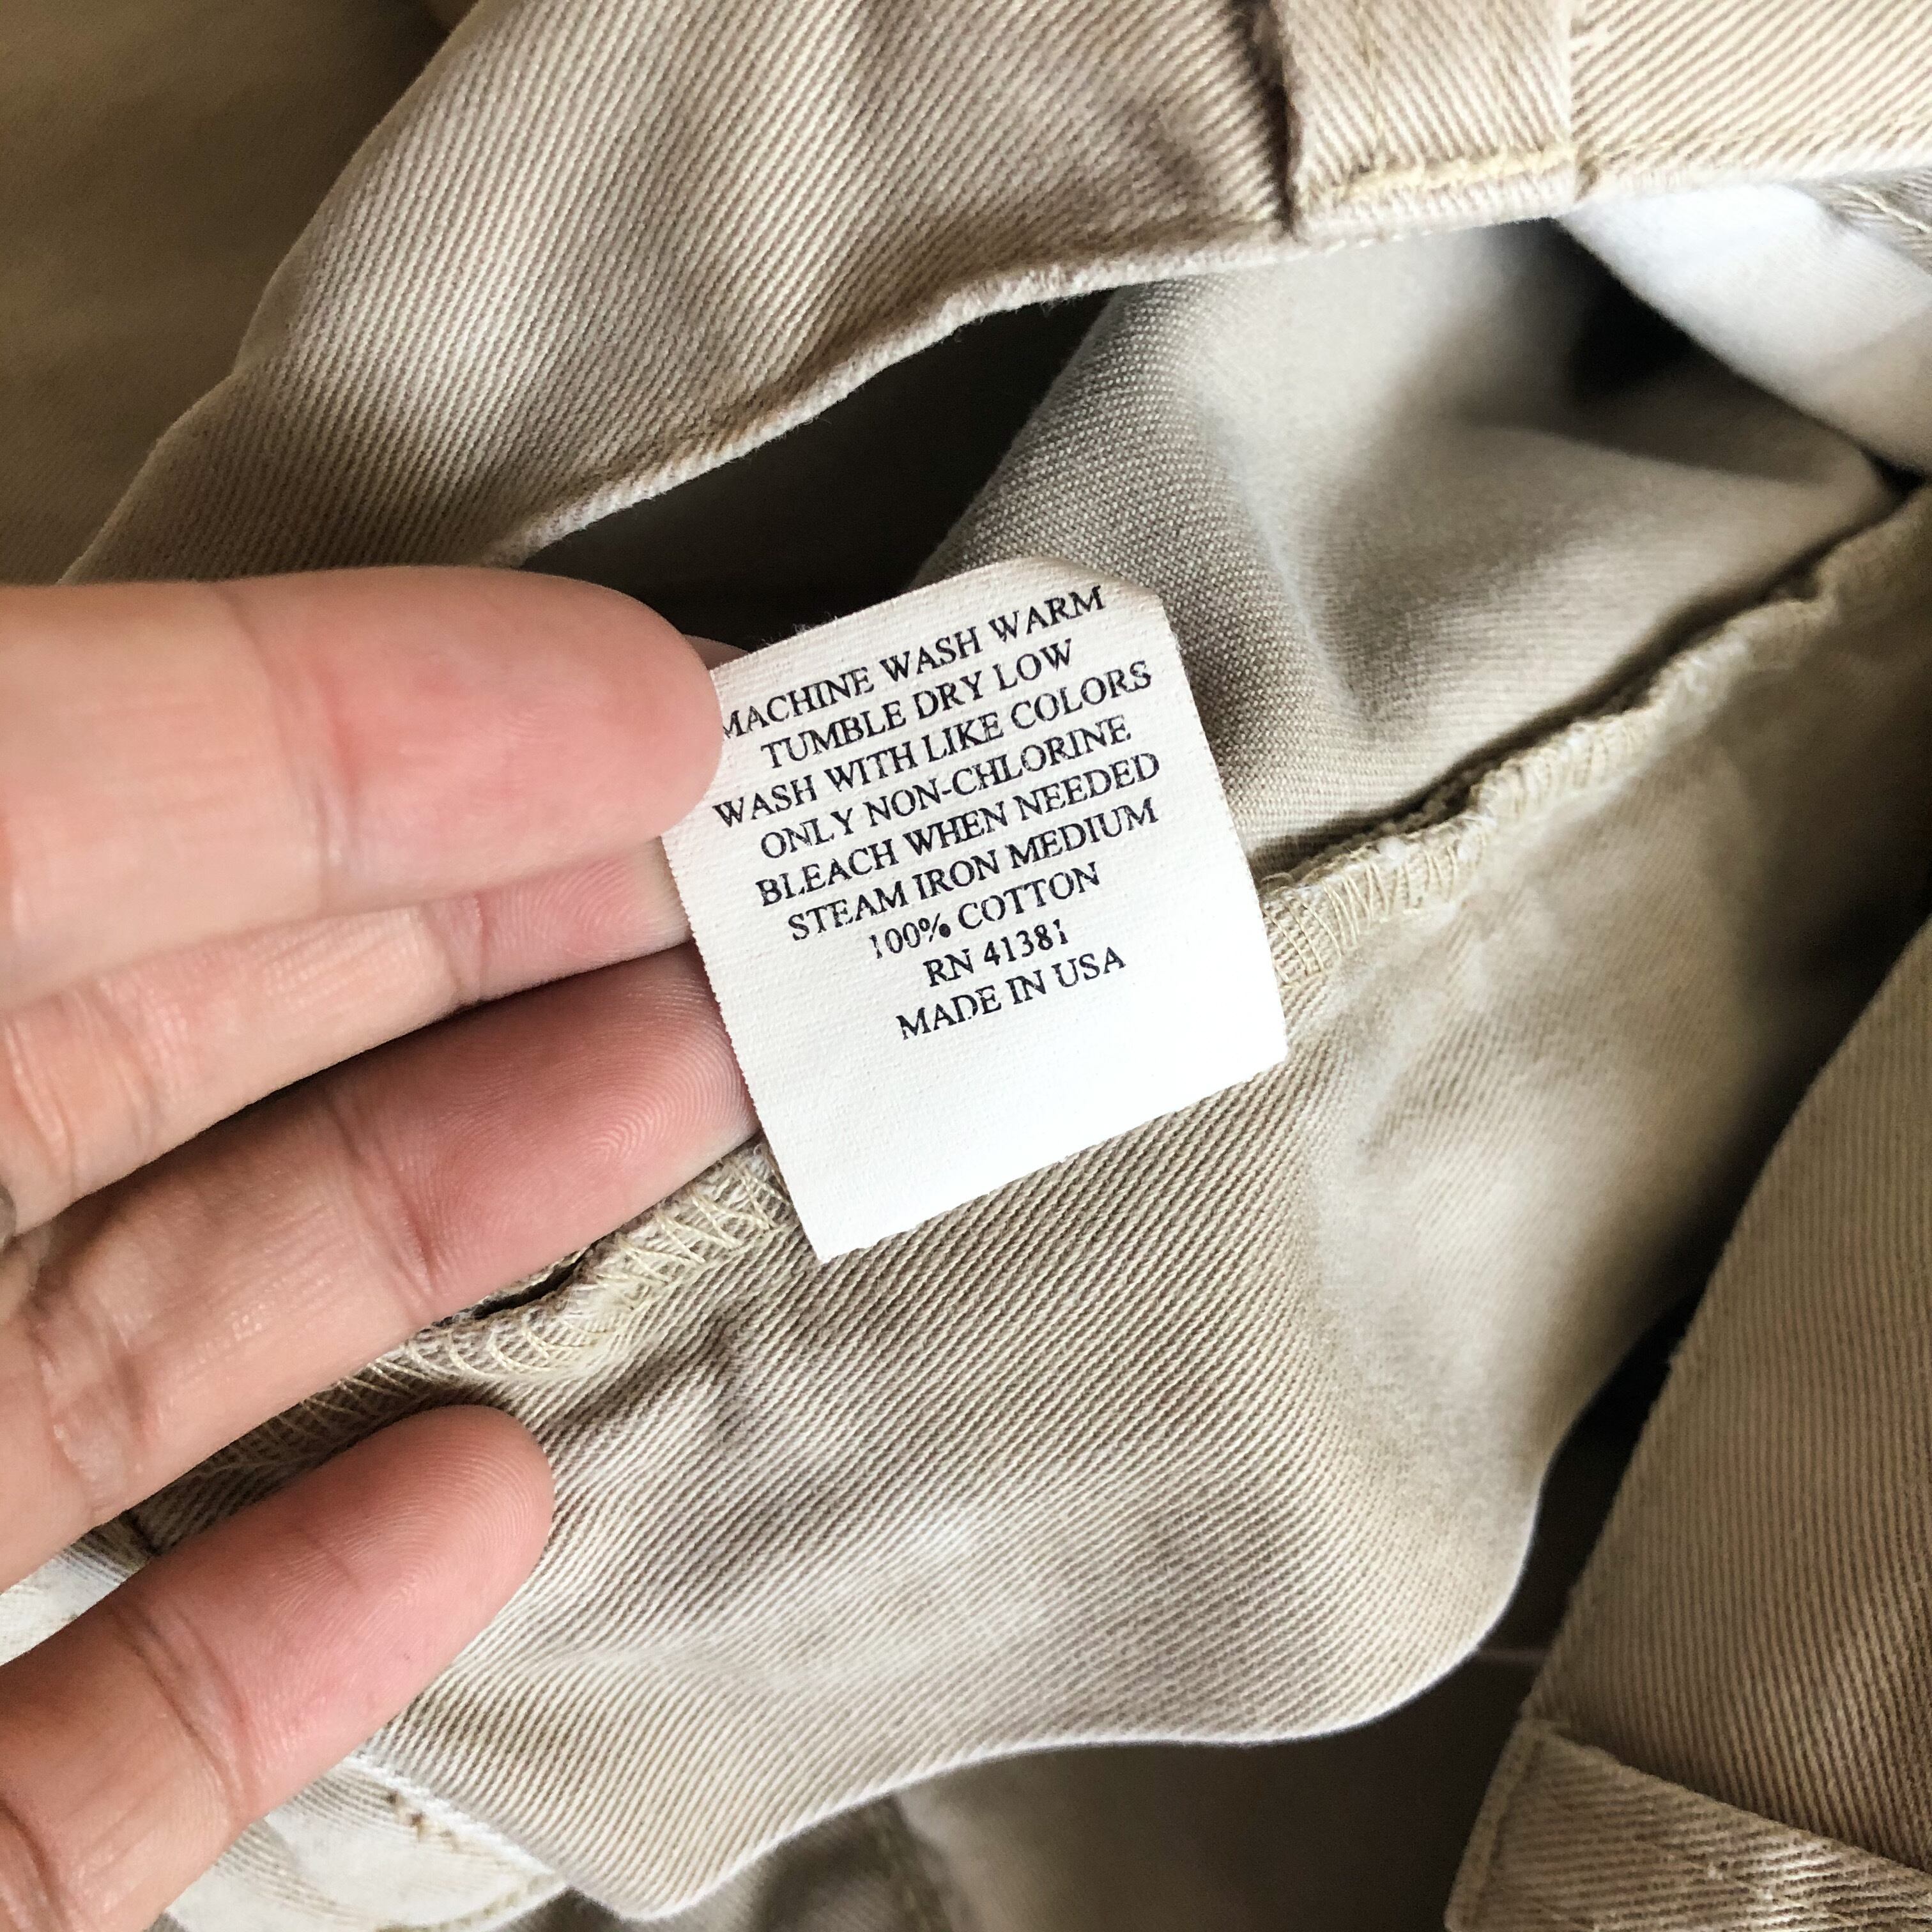 MACHINE WASH WARM
TUMBLE DRY LOW
WASH WITH LIKE COLORS
ONLY NON-CHLORINE
BLEACH WHEN NEEDED
STEAM IRON MEDIUM
100% COTTON
RN 41381
MADE IN USA